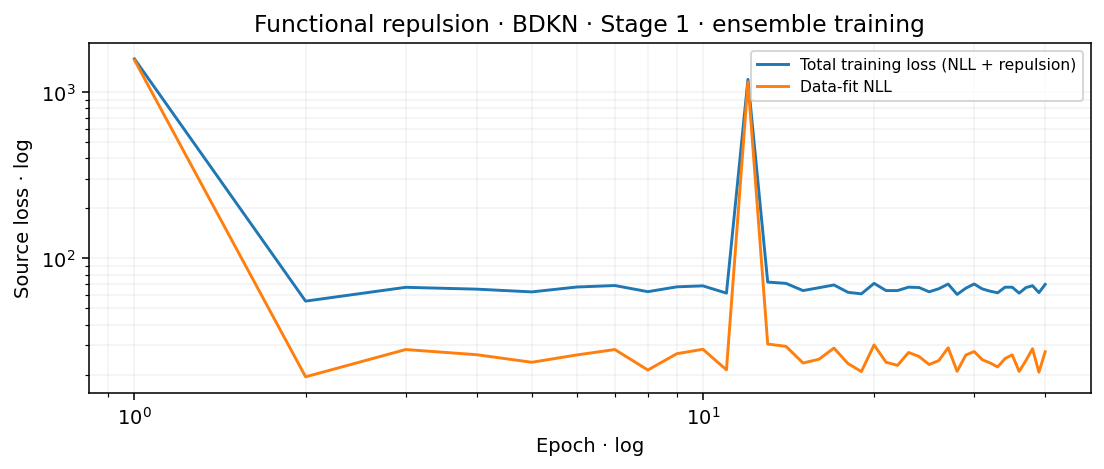 Functional repulsion · BDKN · Stage 1 · ensemble training
Total training loss (NLL + repulsion)
Data-fit NLL
Source loss · log
10³
10²
10⁰
10¹
Epoch · log